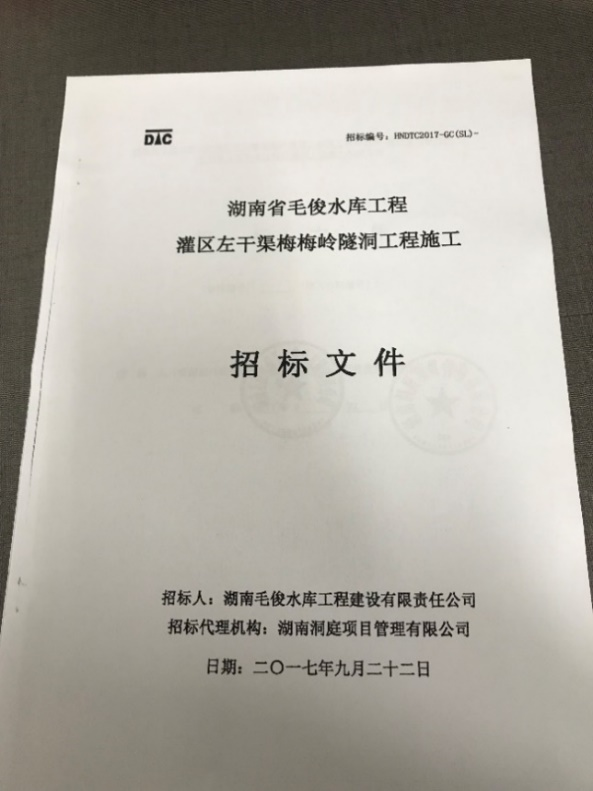 DTC
招标编号：HNDTC2017-GC(SL)-
湖南省毛俊水库工程
灌区左干渠梅梅岭隧洞工程施工
招标文件
招标人：湖南毛俊水库工程建设有限责任公司
招标代理机构：湖南洞庭项目管理有限公司
日期：二〇一七年九月二十二日